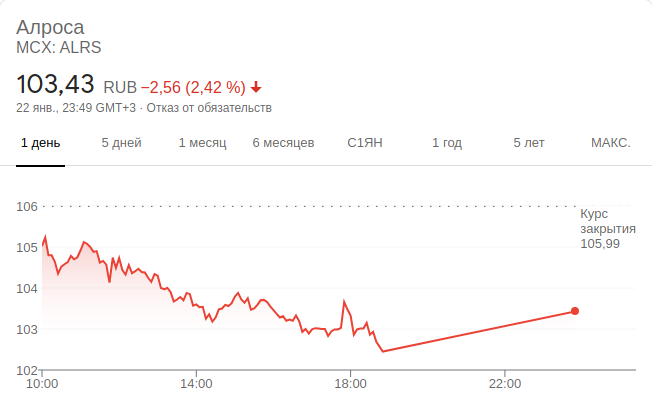 Алроса
MCX: ALRS
103,43 RUB −2,56 (2,42 %)
22 янв., 23:49 GMT+3 · Отказ от обязательств
1 день 5 дней 1 месяц 6 месяцев С1ЯН 1 год 5 лет МАКС.
106
Курс
закрытия
105,99
105
104
103
102
10:00 14:00 18:00 22:00